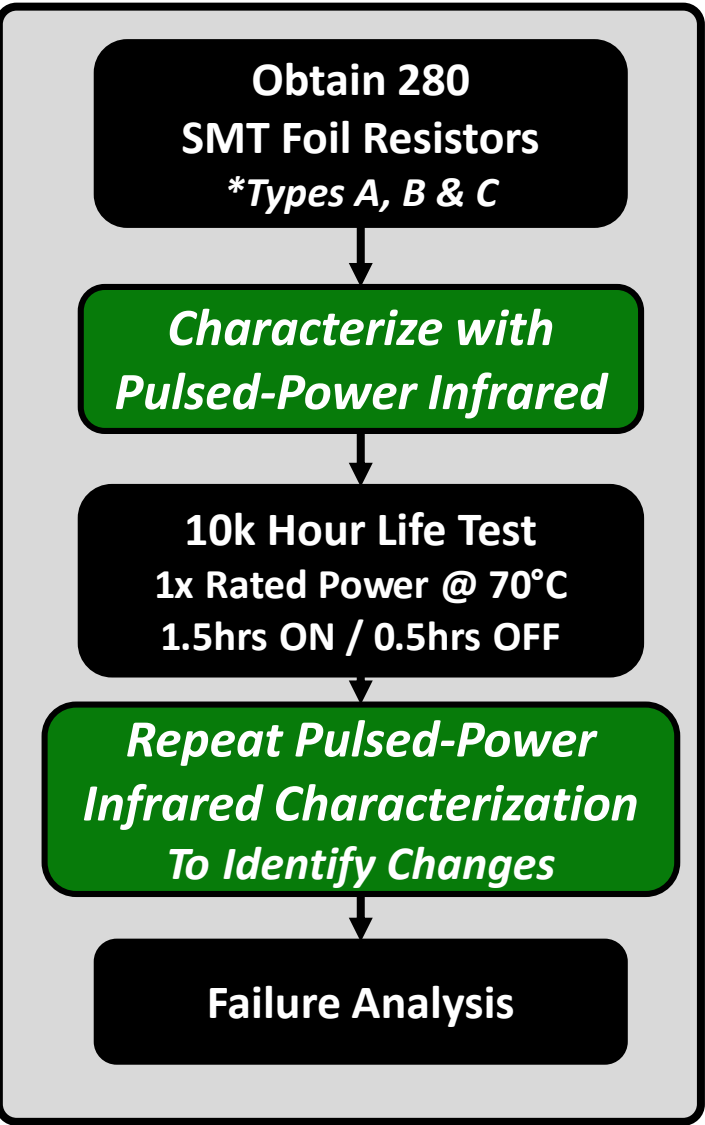 Obtain 280
SMT Foil Resistors
*Types A, B & C
Characterize with
Pulsed-Power Infrared
10k Hour Life Test
1x Rated Power @ 70°C
1.5hrs ON / 0.5hrs OFF
Repeat Pulsed-Power
Infrared Characterization
To Identify Changes
Failure Analysis